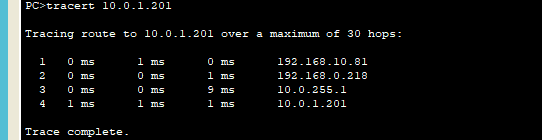 PC>tracert 10.0.1.201
Tracing route to 10.0.1.201 over a maximum of 30 hops:
1 0 ms 1 ms 0 ms 192.168.10.81
2 0 ms 0 ms 1 ms 192.168.0.218
3 0 ms 0 ms 9 ms 10.0.255.1
4 1 ms 1 ms 1 ms 10.0.1.201
Trace complete.